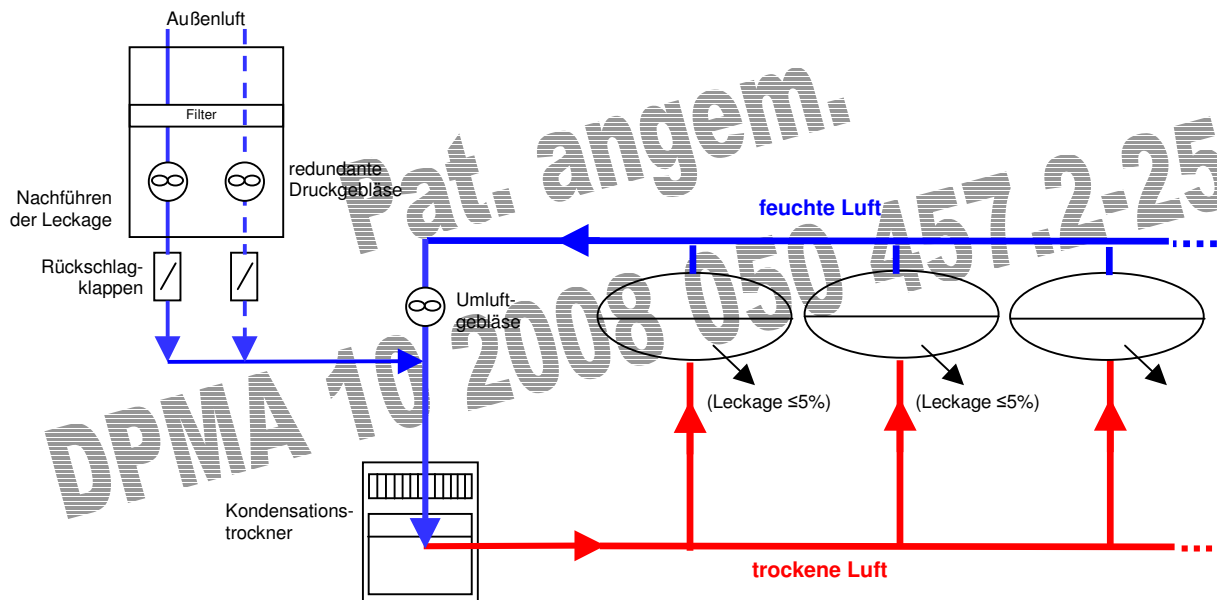 Außenluft
Filter
redundante
Druckgebläse
Nachführen
der Leckage
Rückschlag-
klappen
feuchte Luft
Umluft-
gebläse
(Leckage ≤5%)
(Leckage ≤5%)
Kondensations-
trockner
trockene Luft
Pat. angem.
DPMA 10 2008 050 457.2-25